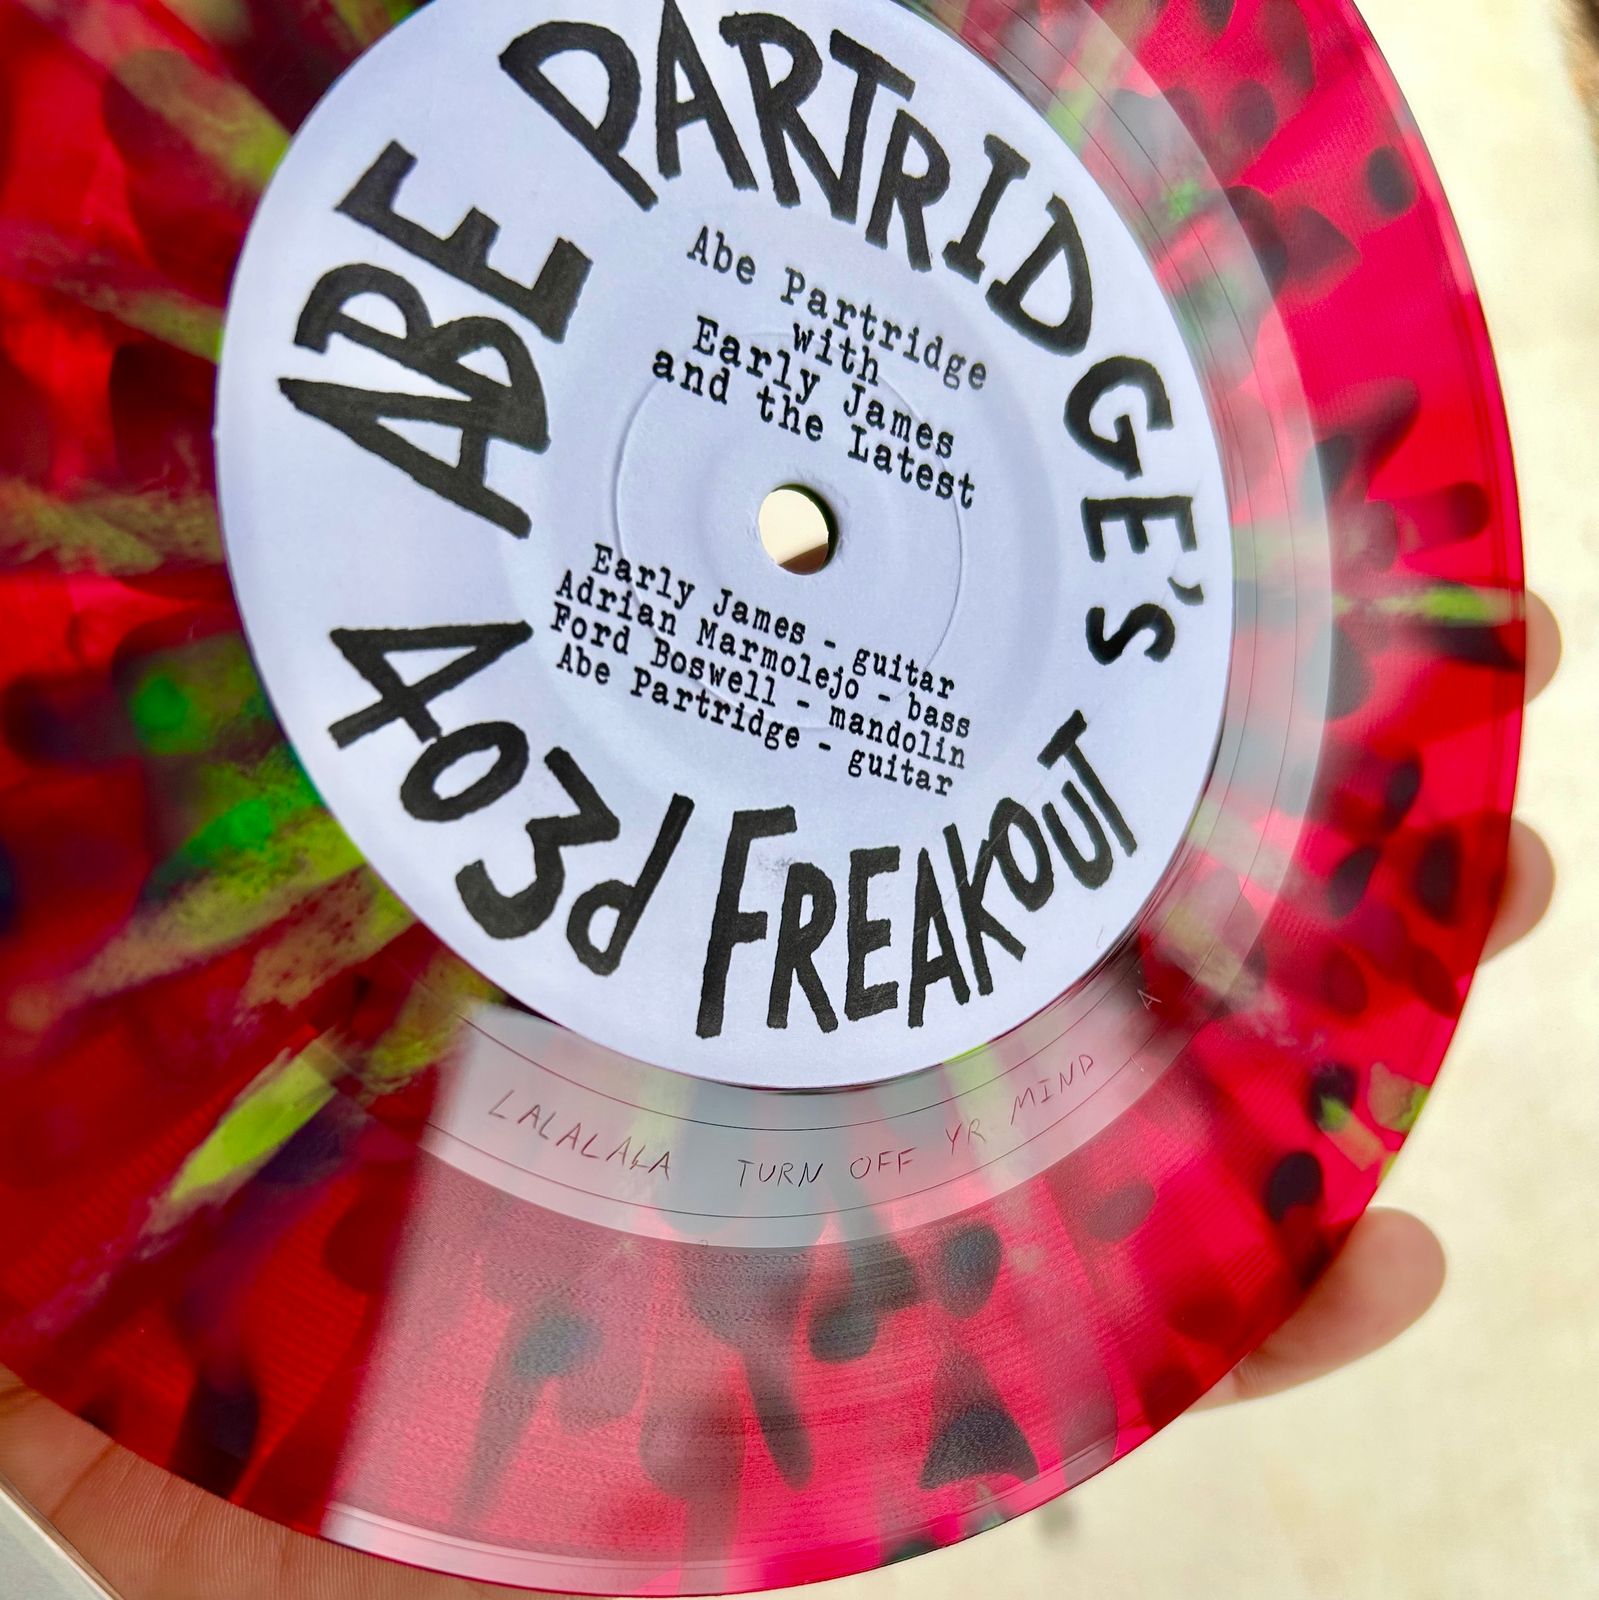 ABE PARTRIDGE'S
403d FREAKOUT
Abe Partridge
with
Early James
and the Latest
Early James - guitar
Adrian Marmolejo - bass
Ford Boswell - mandolin
Abe Partridge - guitar
LALALALA TURN OFF YR MIND A